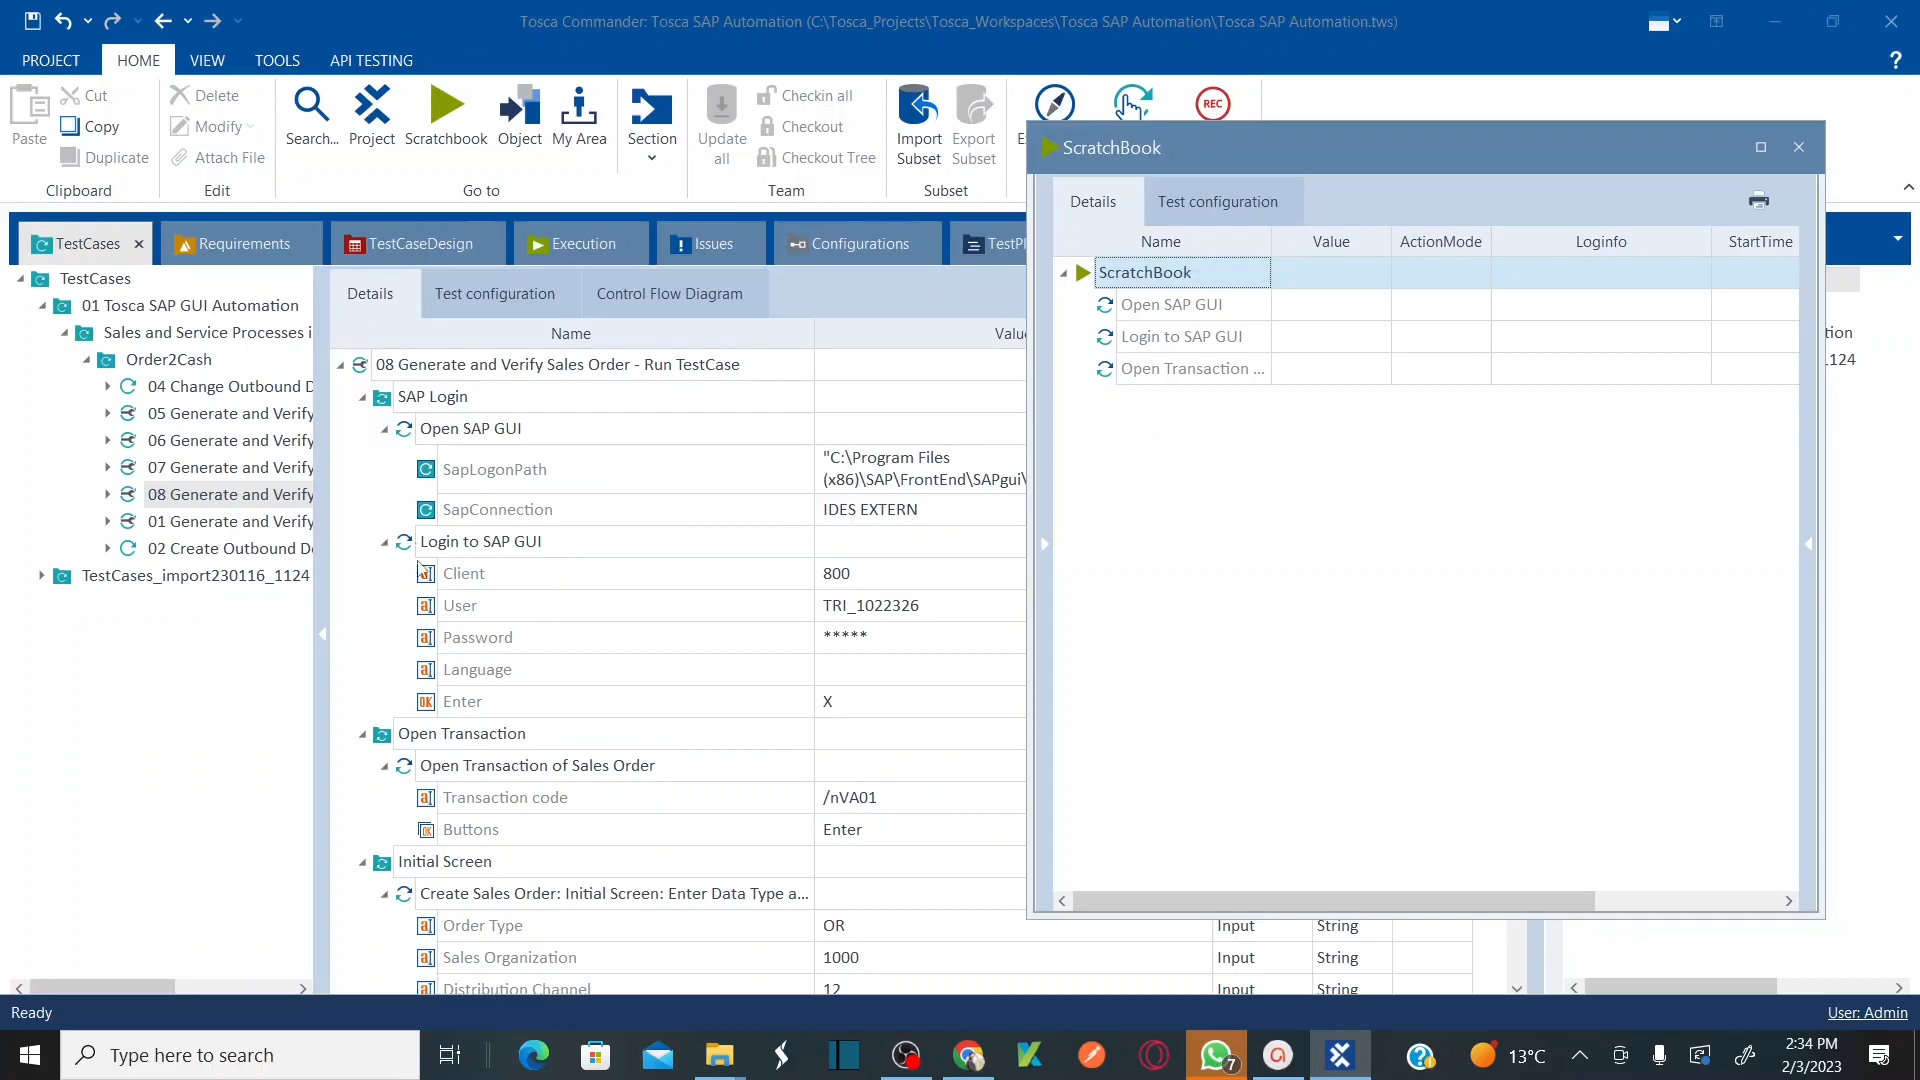 Tosca Commander: Tosca SAP Automation (C:\Tosca_Projects\Tosca_Workspaces\Tosca SAP Automation\Tosca SAP Automation.tws)
PROJECT HOME VIEW TOOLS API TESTING ?
Paste
Cut
Copy
Duplicate
Clipboard
Delete
Modify
Attach File
Edit
Search...
Project
Scratchbook
Object
My Area
Go to
Section
Update
all
Checkin all
Checkout
Checkout Tree
Team
Import
Subset
Export
Subset
Subset
REC
TestCases
Requirements
TestCaseDesign
Execution
Issues
Configurations
TestPl
TestCases
01 Tosca SAP GUI Automation
Sales and Service Processes i
Order2Cash
04 Change Outbound D
05 Generate and Verify
06 Generate and Verify
07 Generate and Verify
08 Generate and Verify
01 Generate and Verify
02 Create Outbound De
TestCases_import230116_1124
Details Test configuration Control Flow Diagram
Name Valu
08 Generate and Verify Sales Order - Run TestCase
SAP Login
Open SAP GUI
SapLogonPath "C:\Program Files
(x86)\SAP\FrontEnd\SAPgui\
SapConnection IDES EXTERN
Login to SAP GUI
Client 800
User TRI_1022326
Password *****
Language
Enter X
Open Transaction
Open Transaction of Sales Order
Transaction code /nVA01
Buttons Enter
Initial Screen
Create Sales Order: Initial Screen: Enter Data Type a...
Order Type OR Input String
Sales Organization 1000 Input String
Distribution Channel 12 Input String
ScratchBook
Details Test configuration
Name Value ActionMode Loginfo StartTime
ScratchBook
Open SAP GUI
Login to SAP GUI
Open Transaction ...
tion
1124
Ready User: Admin
Type here to search
7
13°C
2:34 PM
2/3/2023